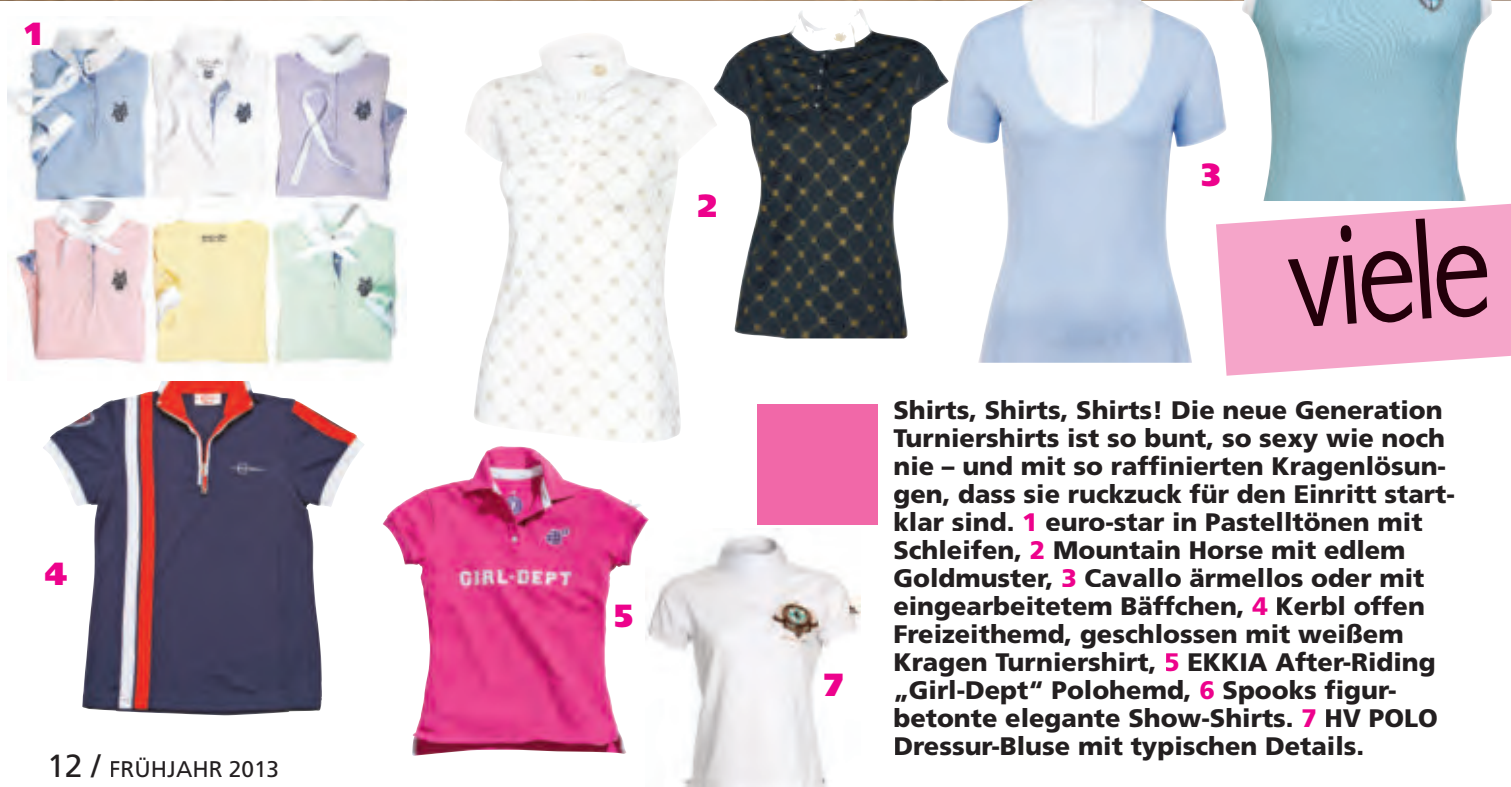 1
2
3
viele
4
GIRL-DEPT
5
7
Shirts, Shirts, Shirts! Die neue Generation
Turniershirts ist so bunt, so sexy wie noch
nie – und mit so raffinierten Kragenlösun-
gen, dass sie ruckzuck für den Einritt start-
klar sind. 1 euro-star in Pastelltönen mit
Schleifen, 2 Mountain Horse mit edlem
Goldmuster, 3 Cavallo ärmellos oder mit
eingearbeitetem Bäffchen, 4 Kerbl offen
Freizeithemd, geschlossen mit weißem
Kragen Turniershirt, 5 EKKIA After-Riding
„Girl-Dept“ Polohemd, 6 Spooks figur-
betonte elegante Show-Shirts. 7 HV POLO
Dressur-Bluse mit typischen Details.
12 / FRÜHJAHR 2013